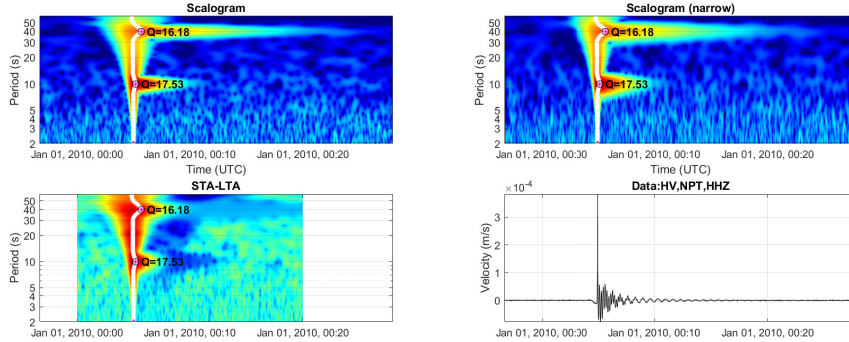 Scalogram
Period (s)
50
40
30
20
10
5
4
3
2
Q=16.18
Q=17.53
Jan 01, 2010, 00:00
Jan 01, 2010, 00:10
Jan 01, 2010, 00:20
Time (UTC)
Scalogram (narrow)
Period (s)
50
40
30
20
10
5
4
3
2
Q=16.18
Q=17.53
Jan 01, 2010, 00:00
Jan 01, 2010, 00:10
Jan 01, 2010, 00:20
Time (UTC)
STA-LTA
Period (s)
50
40
30
20
10
5
4
3
2
Q=16.18
Q=17.53
Jan 01, 2010, 00:00
Jan 01, 2010, 00:10
Jan 01, 2010, 00:20
Data:HV,NPT,HHZ
× 10-4
Velocity (m/s)
3
2
1
0
Jan 01, 2010, 00:00
Jan 01, 2010, 00:10
Jan 01, 2010, 00:20